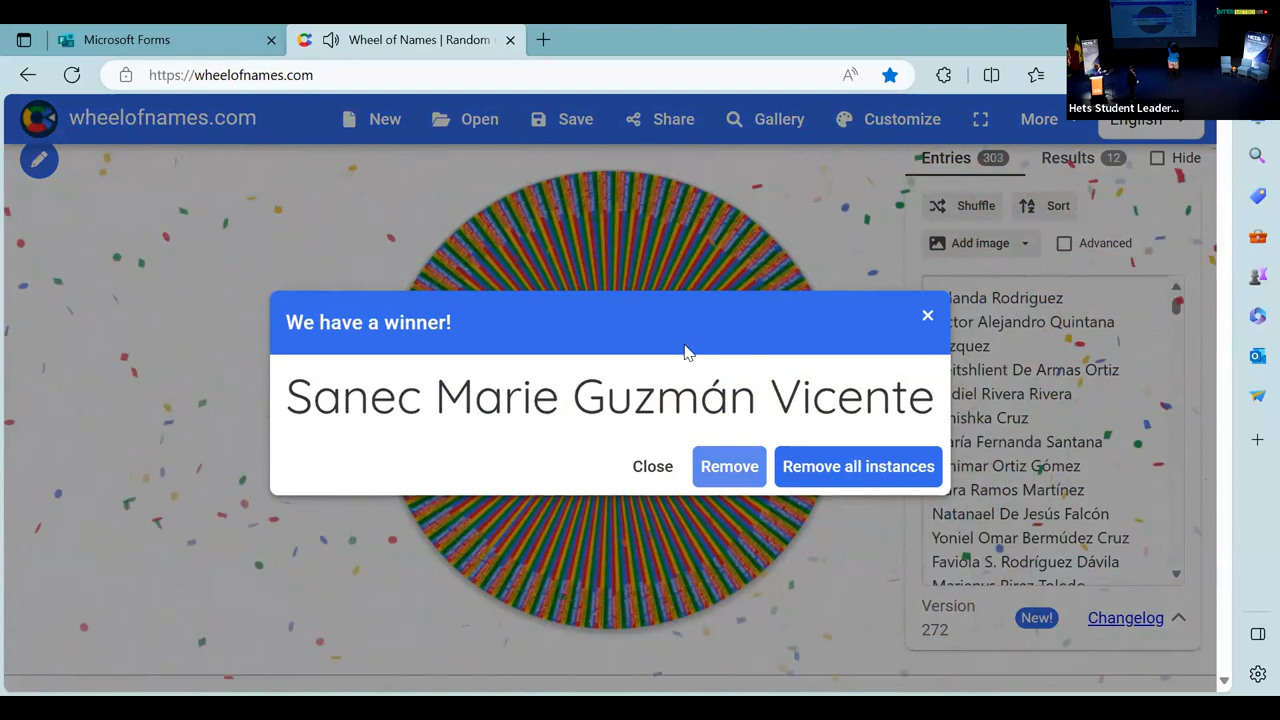 Microsoft Forms
Wheel of Names | Random
https://wheelofnames.com
Hets Student Leader...
wheelofnames.com
New
Open
Save
Share
Gallery
Customize
More
English
Entries 303
Results 12
Hide
Shuffle
Sort
Add image
Advanced
anda Rodriguez
ctor Alejandro Quintana
zquez
eitshlient De Armas Ortiz
diel Rivera Rivera
nishka Cruz
aría Fernanda Santana
nimar Ortiz Gómez
ara Ramos Martínez
Natanael De Jesús Falcón
Yoniel Omar Bermúdez Cruz
Faviola S. Rodríguez Dávila
We have a winner!
Sanec Marie Guzmán Vicente
Close
Remove
Remove all instances
Version
272
New!
Changelog